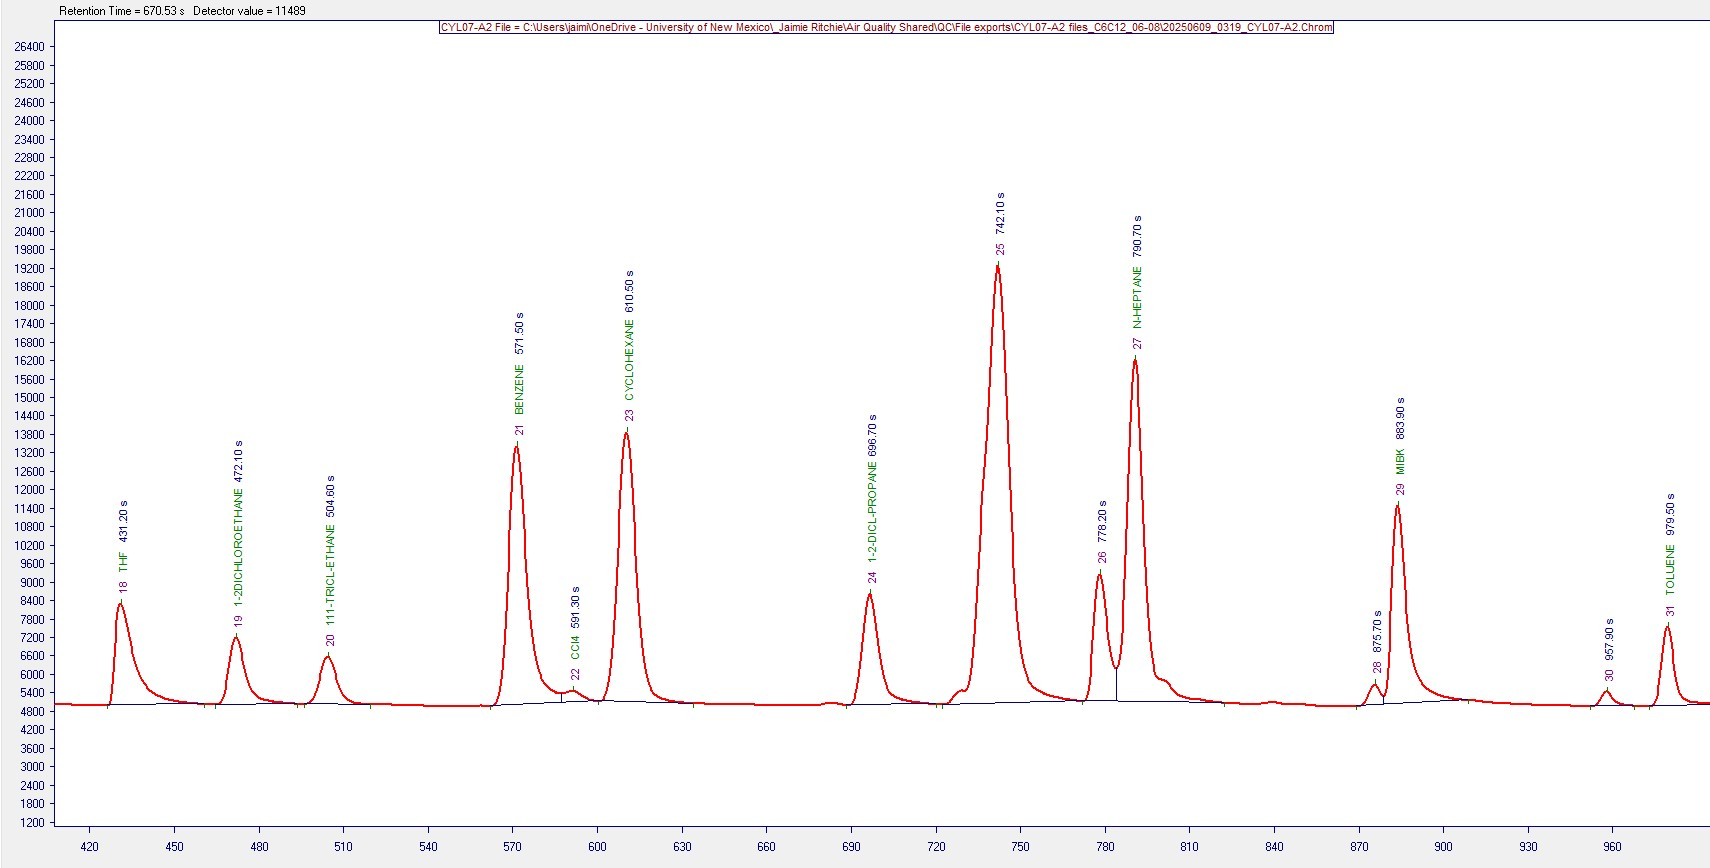 Retention Time = 670.53 s   Detector value = 11489
CYL07-A2 File = C:\Users\jaimi\OneDrive - University of New Mexico\_Jaimie Ritchie\Air Quality Shared\QC\File exports\CYL07-A2 files_C6C12_06-08\20250609_0319_CYL07-A2.Chrom
26400
25800
25200
24600
24000
23400
22800
22200
21600
21000
20400
19800
19200
18600
18000
17400
16800
16200
15600
15000
14400
13800
13200
12600
12000
11400
10800
10200
9600
9000
8400
7800
7200
6600
6000
5400
4800
4200
3600
3000
2400
1800
1200
18 THF 431.20 s
19 1-2DICHLOROETHANE 472.10 s
20 111-TRICL-ETHANE 504.60 s
21 BENZENE 571.50 s
22 CCl4 591.30 s
23 CYCLOHEXANE 610.50 s
24 1-2-DICL-PROPANE 696.70 s
25 742.10 s
26 778.20 s
27 N-HEPTANE 790.70 s
28 875.70 s
29 MIBK 883.90 s
30 957.90 s
31 TOLUENE 979.50 s
420 450 480 510 540 570 600 630 660 690 720 750 780 810 840 870 900 930 960